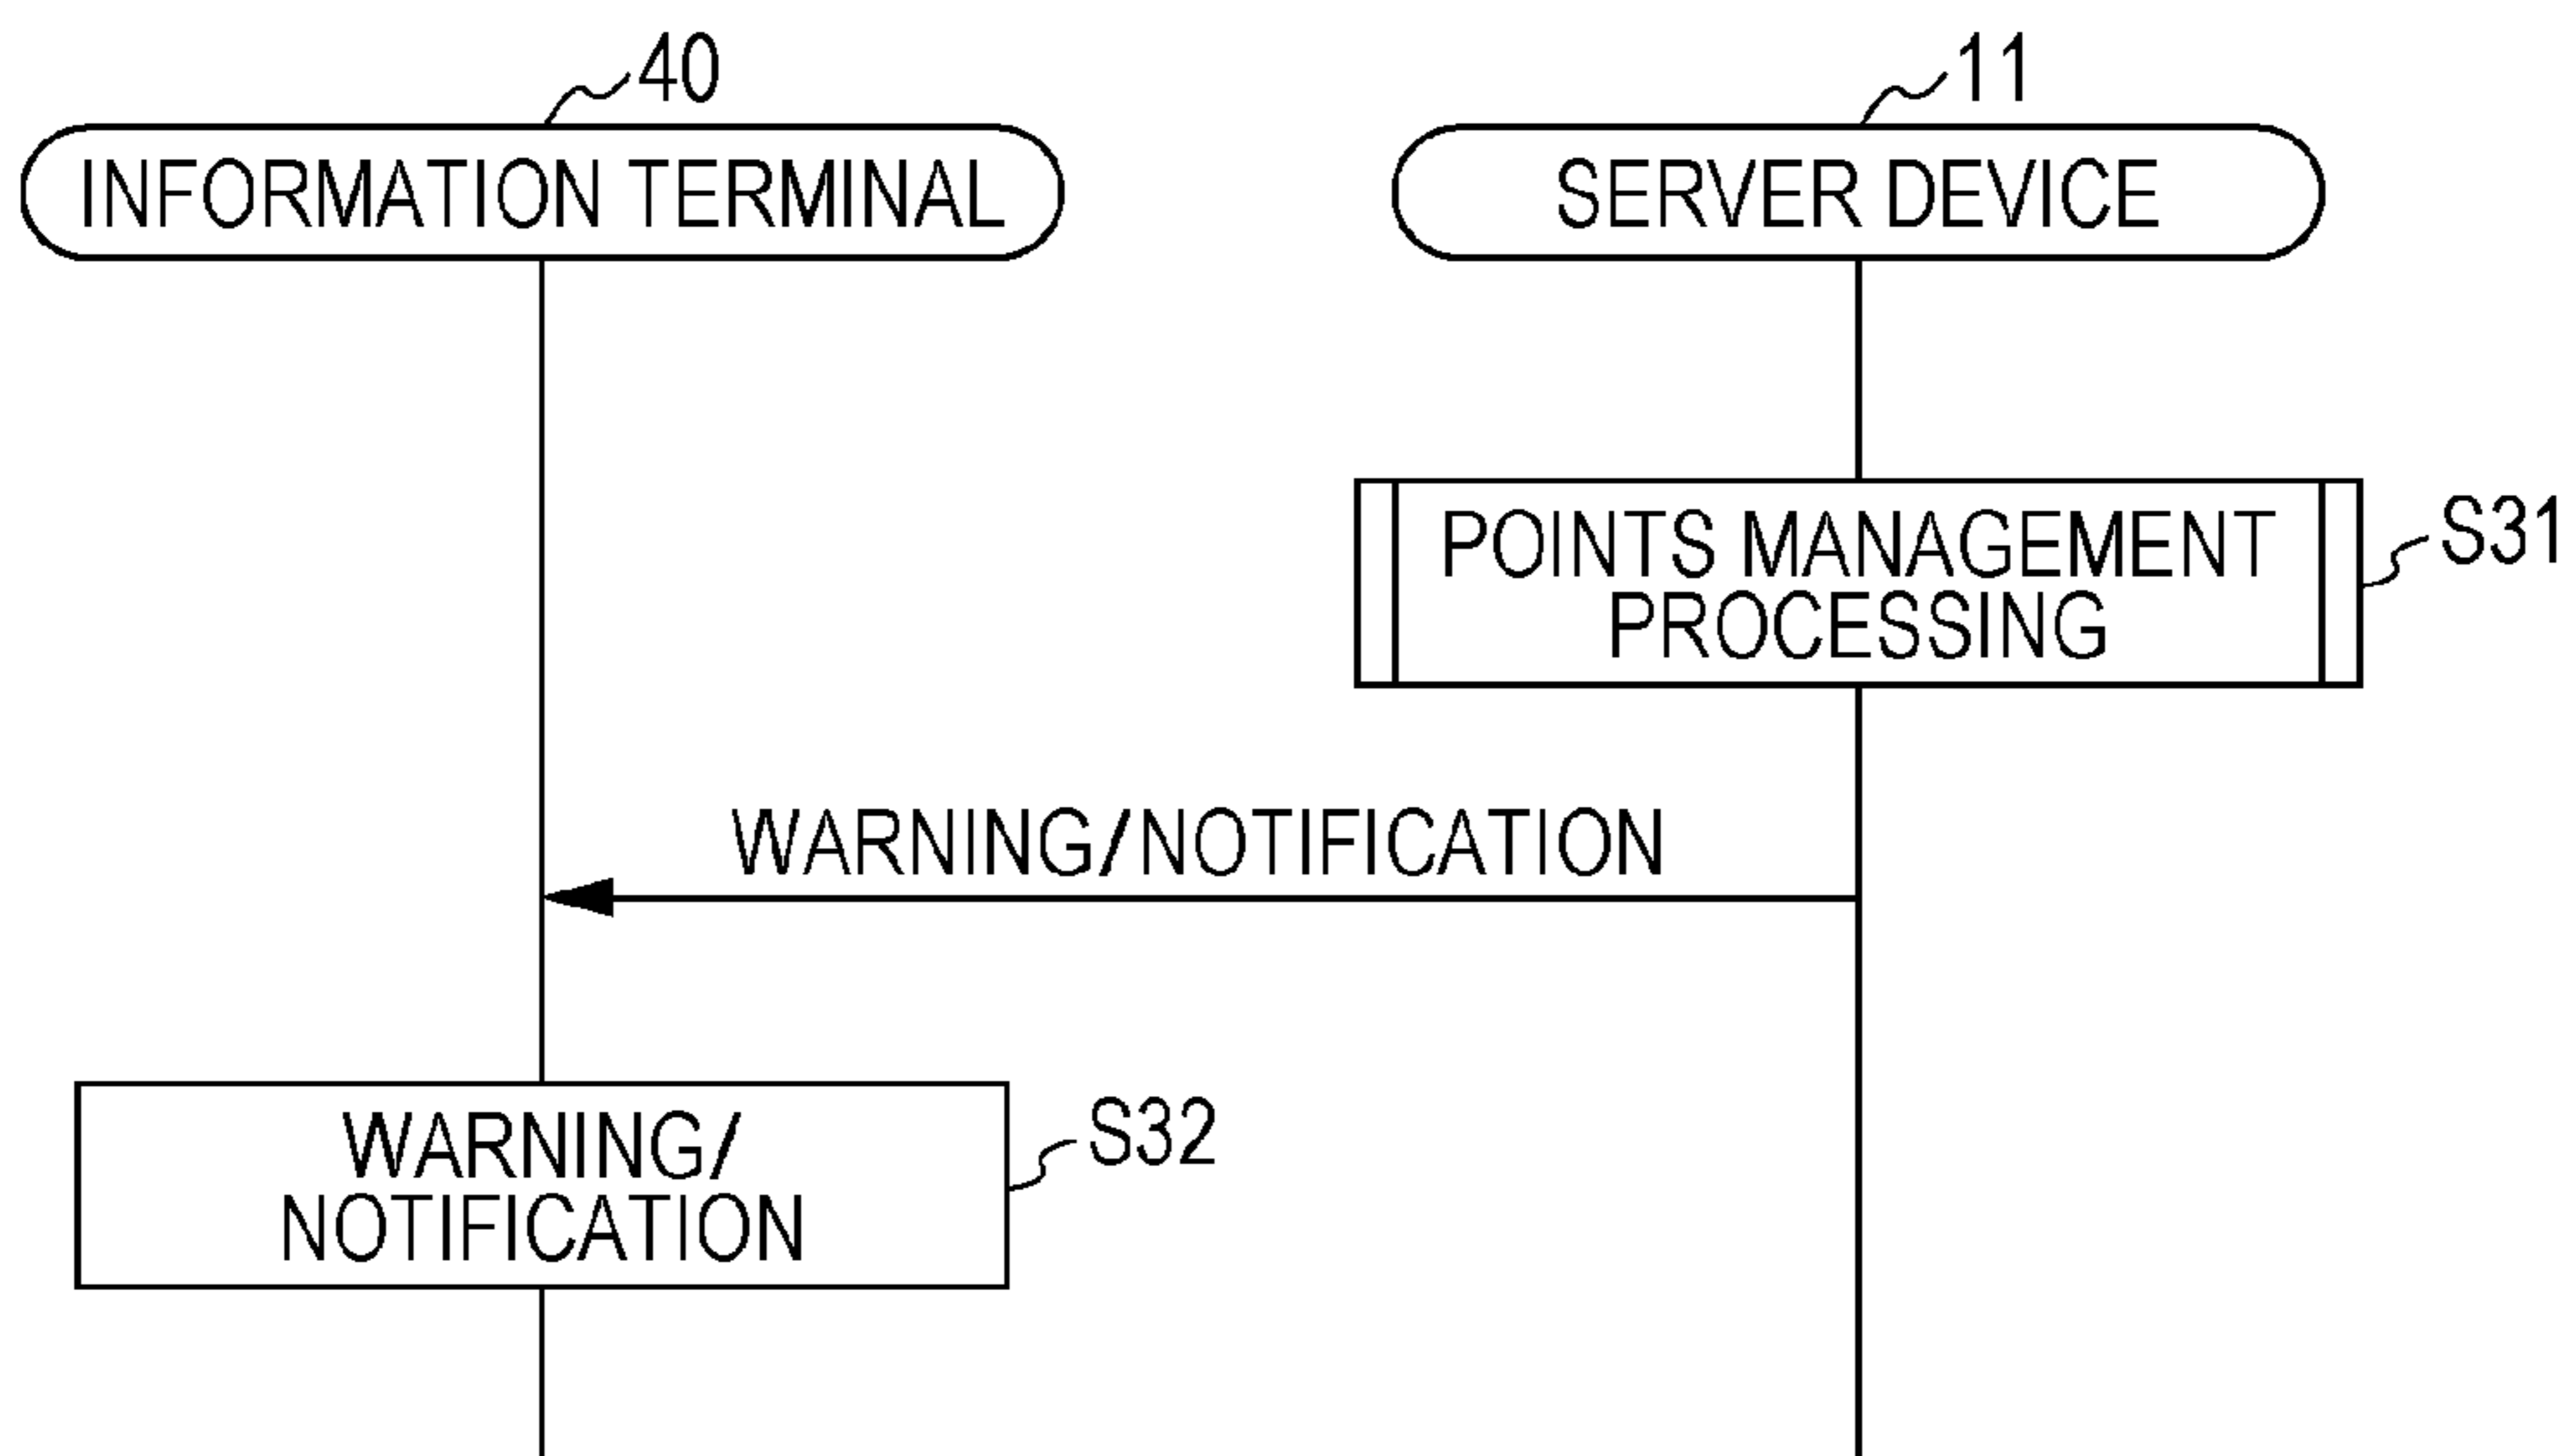 40
11
INFORMATION TERMINAL
SERVER DEVICE
POINTS MANAGEMENT
PROCESSING
S31
WARNING/NOTIFICATION
WARNING/
NOTIFICATION
S32